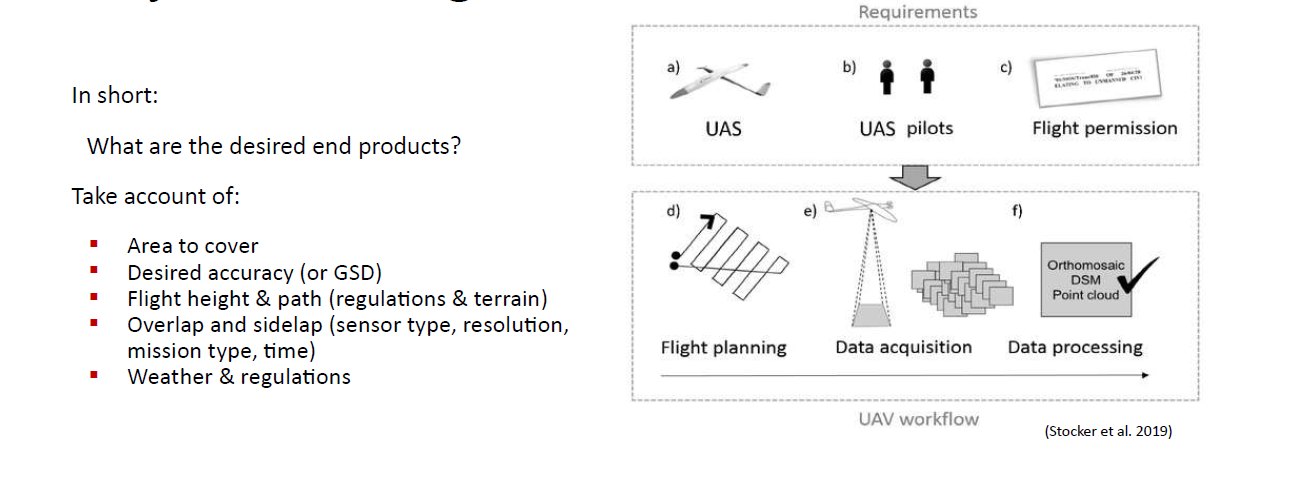 In short:
What are the desired end products?
Take account of:
▪ Area to cover
▪ Desired accuracy (or GSD)
▪ Flight height & path (regulations & terrain)
▪ Overlap and sidelap (sensor type, resolution,
mission type, time)
▪ Weather & regulations
Requirements
a)
b)
c)
UAS
UAS pilots
Flight permission
d)
e)
f)
Orthomosaic
DSM
Point cloud
Flight planning
Data acquisition
Data processing
UAV workflow
(Stocker et al. 2019)